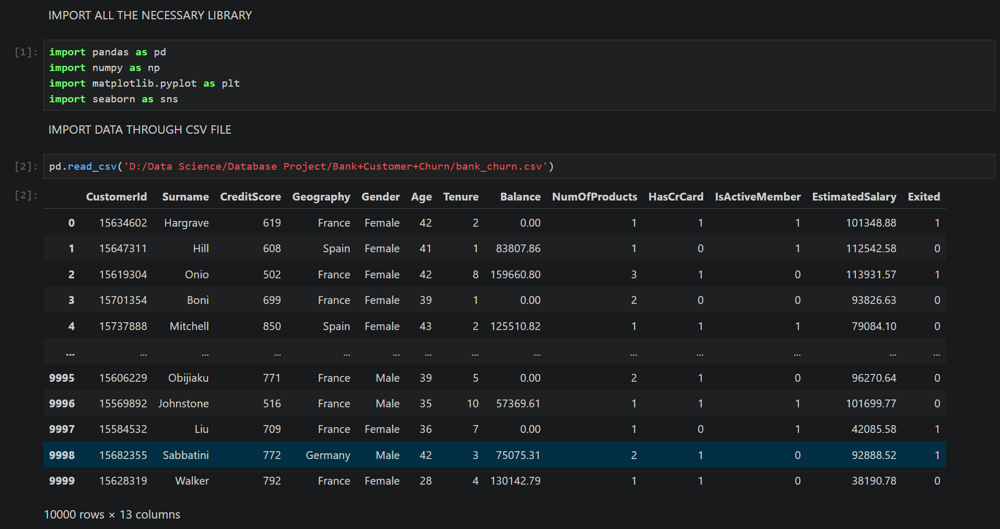 IMPORT ALL THE NECESSARY LIBRARY
[1]:
import pandas as pd
import numpy as np
import matplotlib.pyplot as plt
import seaborn as sns
IMPORT DATA THROUGH CSV FILE
[2]: pd.read_csv('D:/Data Science/Database Project/Bank+Customer+Churn/bank_churn.csv')
[2]:
CustomerId Surname CreditScore Geography Gender Age Tenure Balance NumOfProducts HasCrCard IsActiveMember EstimatedSalary Exited
0 15634602 Hargrave 619 France Female 42 2 0.00 1 1 1 101348.88 1
1 15647311 Hill 608 Spain Female 41 1 83807.86 1 0 1 112542.58 0
2 15619304 Onio 502 France Female 42 8 159660.80 3 1 0 113931.57 1
3 15701354 Boni 699 France Female 39 1 0.00 2 0 0 93826.63 0
4 15737888 Mitchell 850 Spain Female 43 2 125510.82 1 1 1 79084.10 0
... ... ... ... ... ... ... ... ... ... ... ... ... ...
9995 15606229 Obijiaku 771 France Male 39 5 0.00 2 1 0 96270.64 0
9996 15569892 Johnstone 516 France Male 35 10 57369.61 1 1 1 101699.77 0
9997 15584532 Liu 709 France Female 36 7 0.00 1 0 1 42085.58 1
9998 15682355 Sabbatini 772 Germany Male 42 3 75075.31 2 1 0 92888.52 1
9999 15628319 Walker 792 France Female 28 4 130142.79 1 1 0 38190.78 0
10000 rows × 13 columns